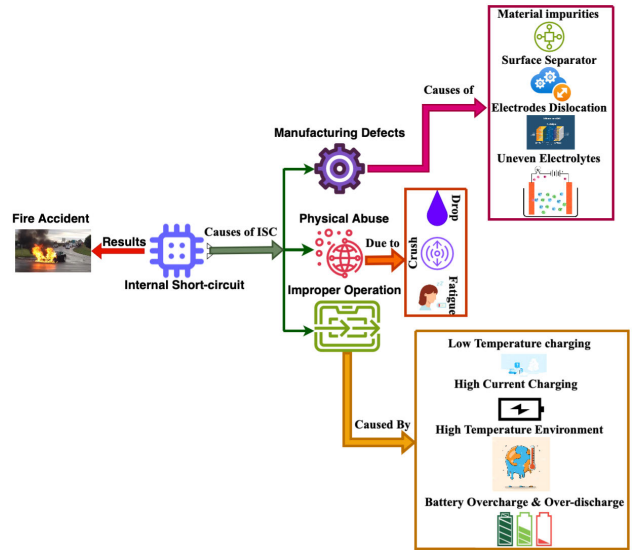 Material impurities
Surface Separator
Causes of
Electrodes Dislocation
Manufacturing Defects
Uneven Electrolytes
Drop
Fire Accident
Physical Abuse
Results
Causes of ISC
Due to
Crush
Internal Short-circuit
Improper Operation
Fatigue
Low Temperature charging
High Current Charging
Caused By
High Temperature Environment
Battery Overcharge & Over-discharge